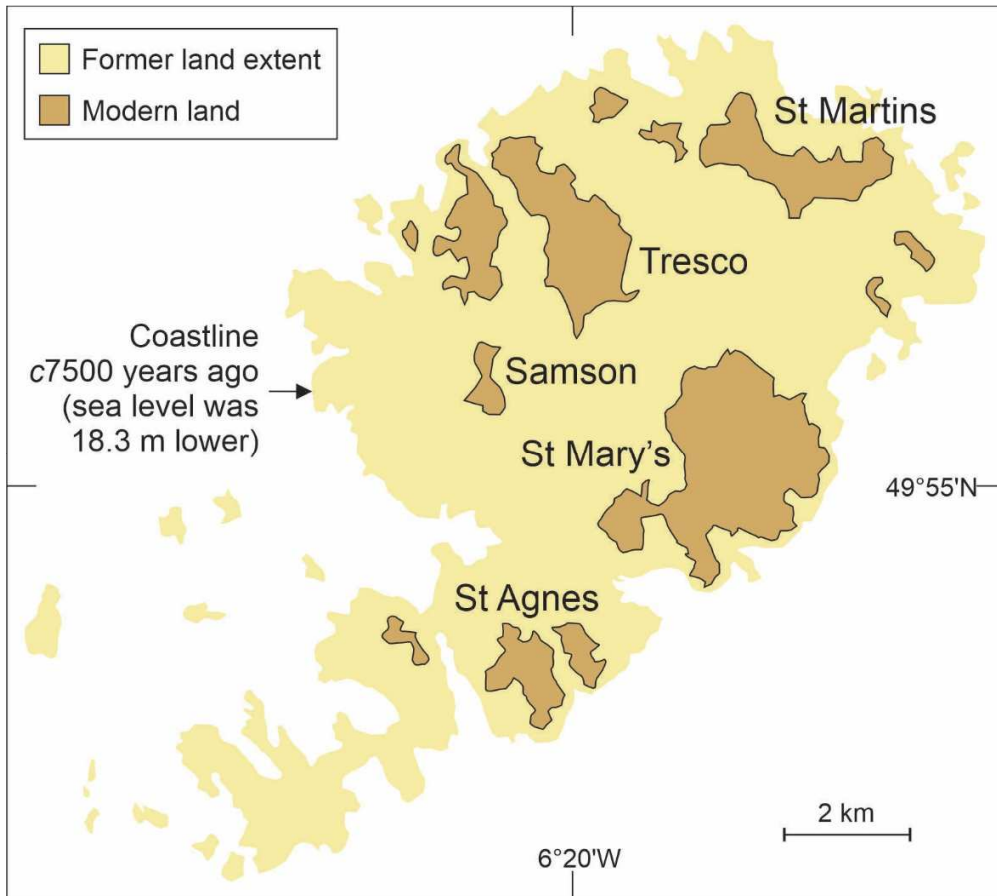 Former land extent
Modern land
St Martins
Tresco
Coastline
c7500 years ago
(sea level was
18.3 m lower)
Samson
St Mary's
49°55'N
St Agnes
2 km
6°20'W